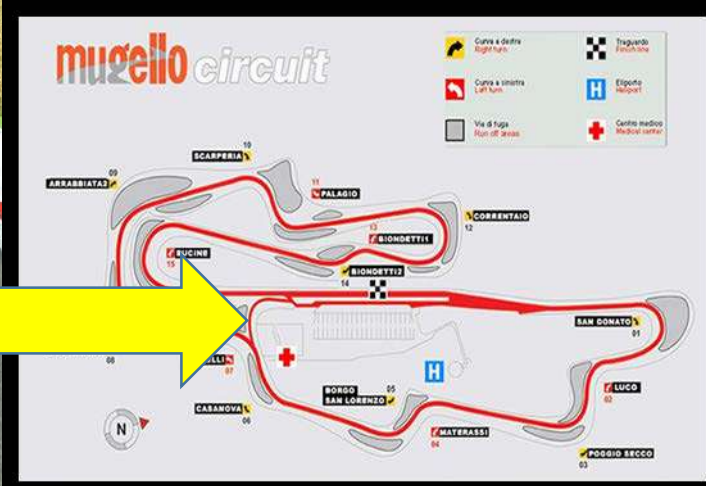 mugello circuit
Curva a destra
Right turn
Traguardo
Finish line
Curva a sinistra
Left turn
H
Eliporto
Heliport
Vie di fuga
Run off areas
Centro medico
Medical center
10
SCARPERIA
09
ARRABBIATA2
11
PALAGIO
CORRENTAIO
12
13
BIONDETTI1
BUCINE
15
BIONDETTI2
14
SAN DONATO
01
08
07
H
LUCO
02
BORGO
SAN LORENZO
05
CASANOVA
06
MATERASSI
04
POGGIO SECCO
03
N